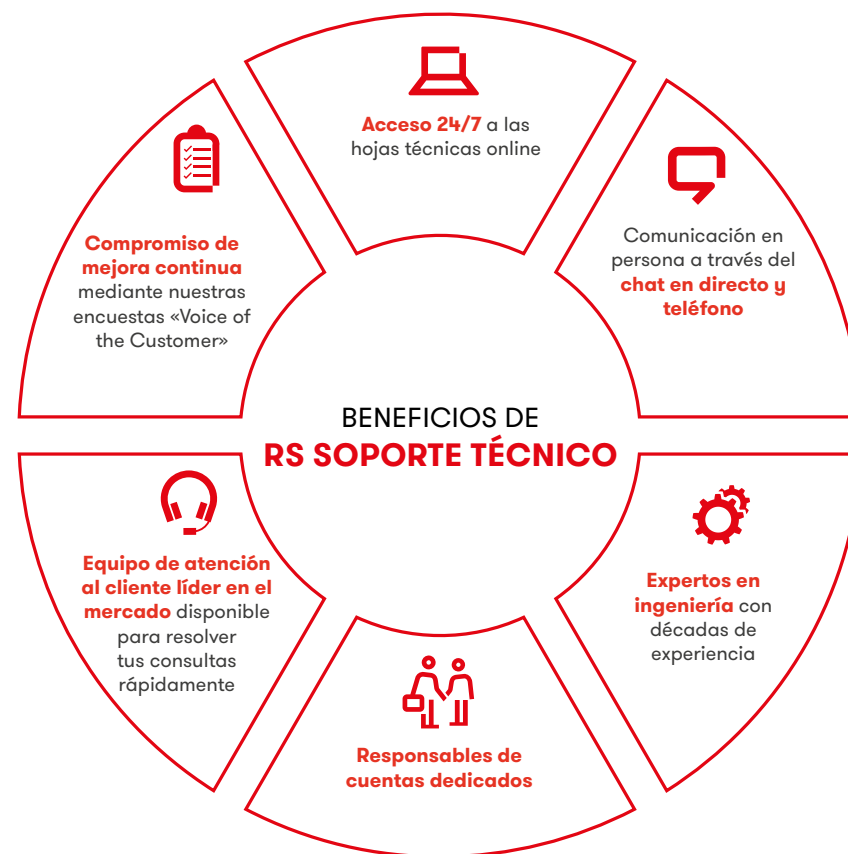 Acceso 24/7 a las
hojas técnicas online
Comunicación en
persona a través del
chat en directo y
teléfono
Compromiso de
mejora continua
mediante nuestras
encuestas «Voice of
the Customer»
BENEFICIOS DE
RS SOPORTE TÉCNICO
Equipo de atención
al cliente líder en el
mercado disponible
para resolver
tus consultas
rápidamente
Expertos en
ingeniería con
décadas de
experiencia
Responsables de
cuentas dedicados